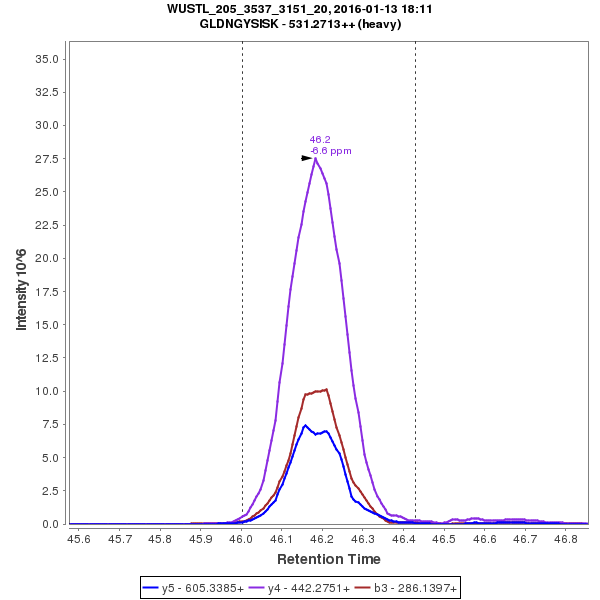 WUSTL_205_3537_3151_20, 2016-01-13 18:11
GLDNGYSISK - 531.2713++ (heavy)
35.0
32.5
30.0
27.5
25.0
22.5
20.0
17.5
15.0
12.5
10.0
7.5
5.0
2.5
0.0
Intensity 10^6
46.2
-6.6 ppm
45.6 45.7 45.8 45.9 46.0 46.1 46.2 46.3 46.4 46.5 46.6 46.7 46.8
Retention Time
y5 - 605.3385+ y4 - 442.2751+ b3 - 286.1397+